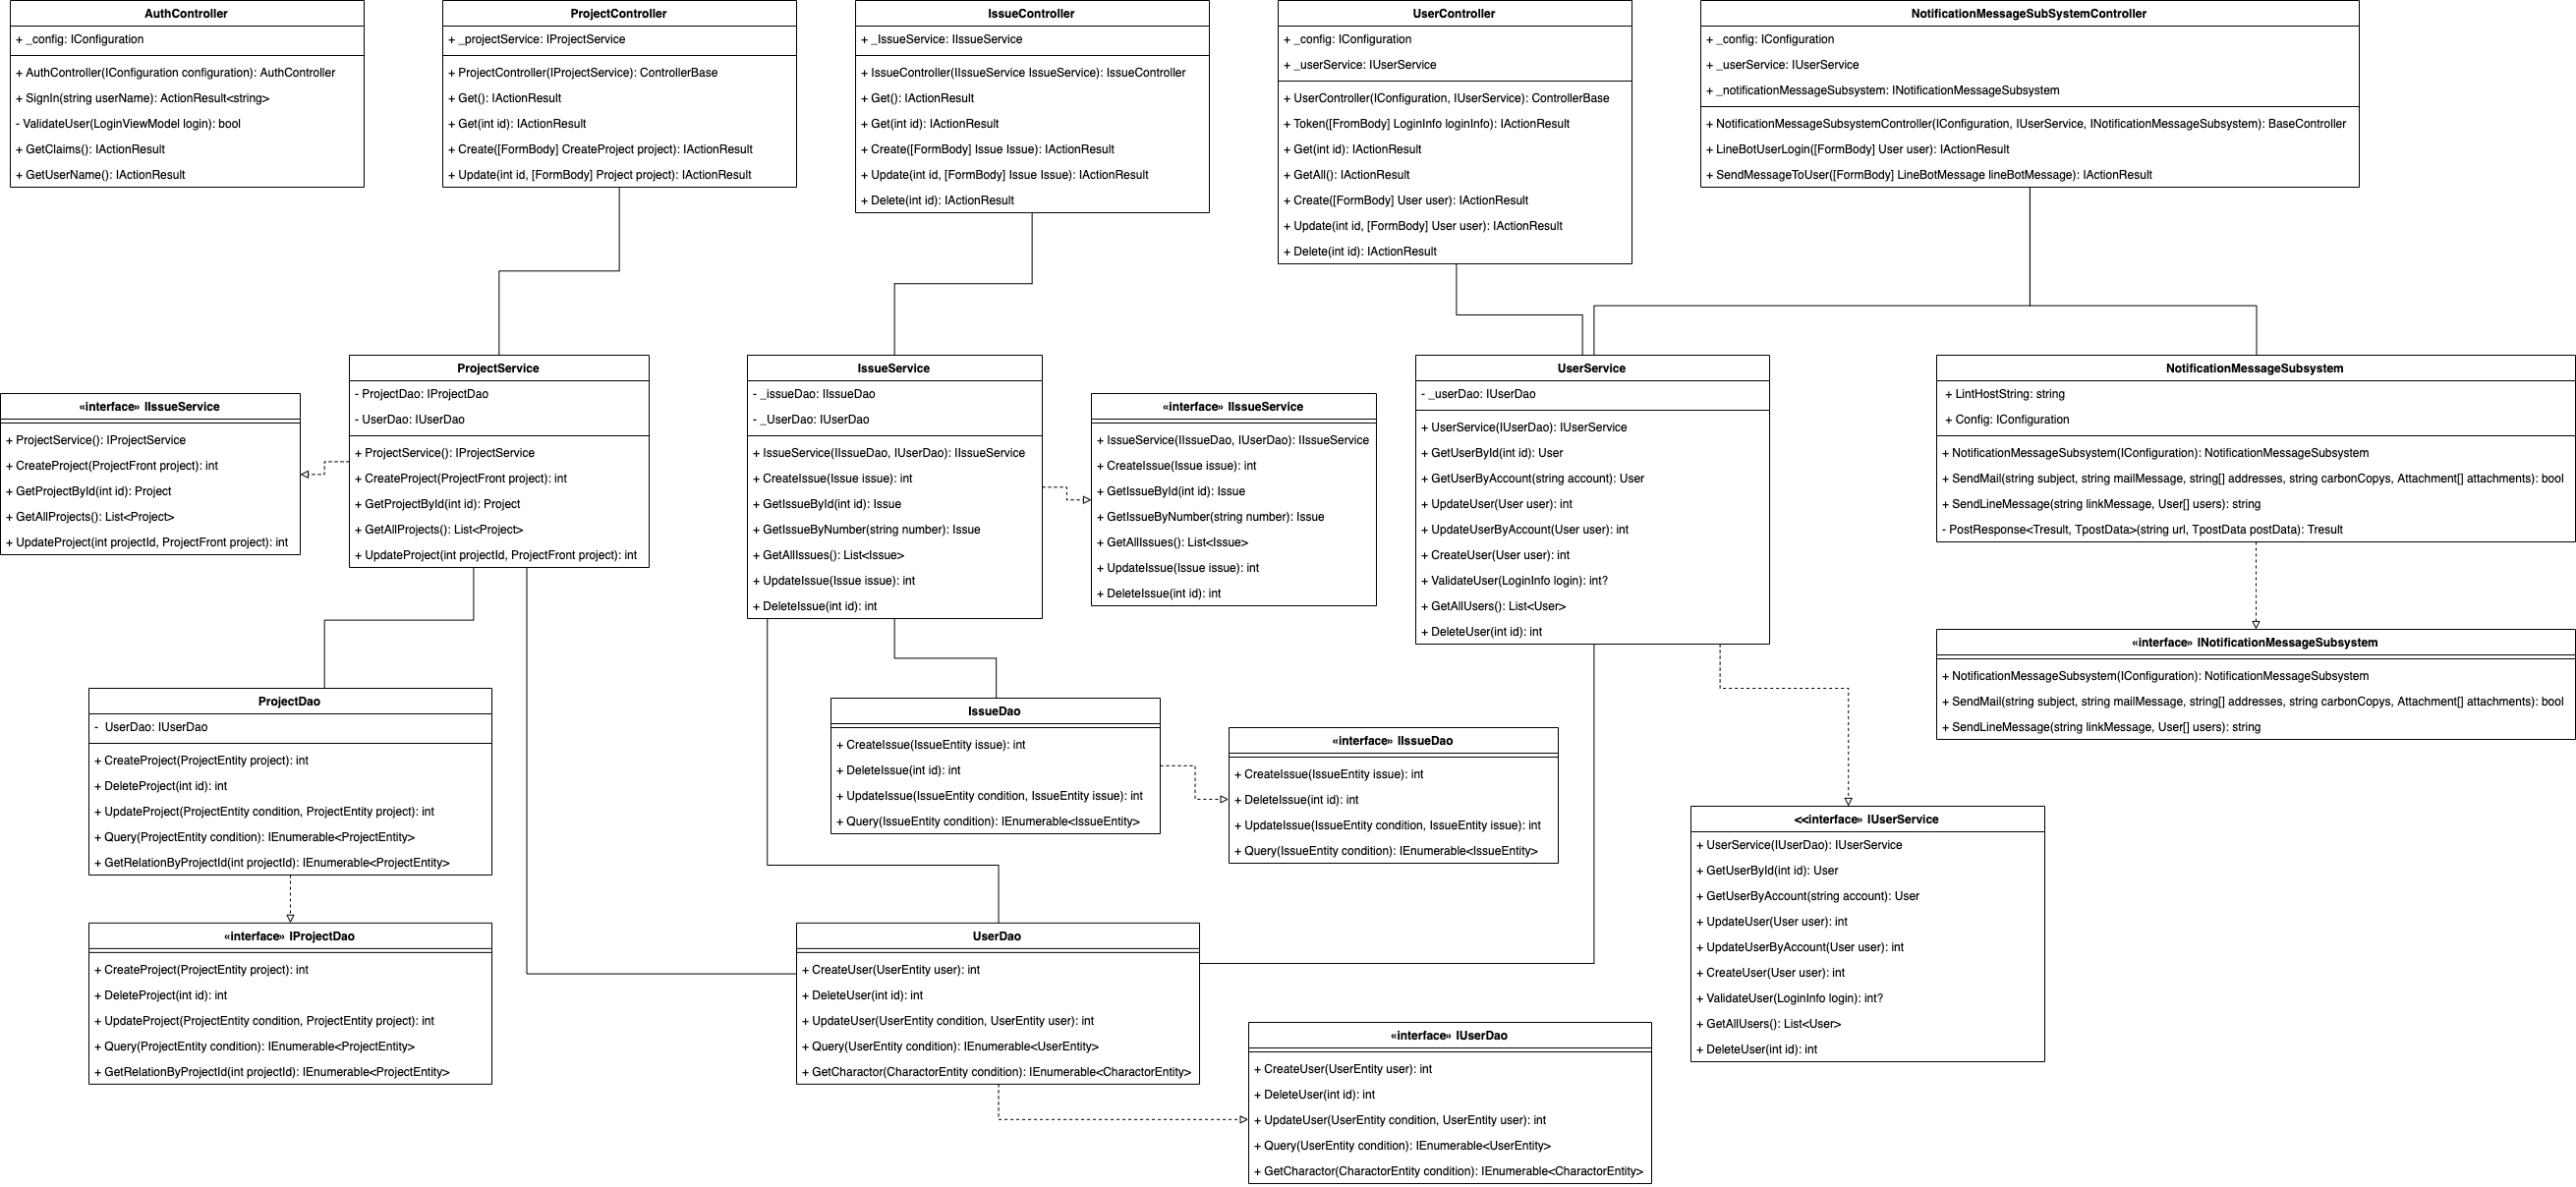 AuthController
+ _config: IConfiguration
+ AuthController(IConfiguration configuration): AuthController
+ SignIn(string userName): ActionResult<string>
- ValidateUser(LoginViewModel login): bool
+ GetClaims(): IActionResult
+ GetUserName(): IActionResult
ProjectController
+ _projectService: IProjectService
+ ProjectController(IProjectService): ControllerBase
+ Get(): IActionResult
+ Get(int id): IActionResult
+ Create([FormBody] CreateProject project): IActionResult
+ Update(int id, [FormBody] Project project): IActionResult
IssueController
+ _IssueService: IIssueService
+ IssueController(IIssueService IssueService): IssueController
+ Get(): IActionResult
+ Get(int id): IActionResult
+ Create([FormBody] Issue Issue): IActionResult
+ Update(int id, [FormBody] Issue Issue): IActionResult
+ Delete(int id): IActionResult
UserController
+ _config: IConfiguration
+ _userService: IUserService
+ UserController(IConfiguration, IUserService): ControllerBase
+ Token([FromBody] LoginInfo loginInfo): IActionResult
+ Get(int id): IActionResult
+ GetAll(): IActionResult
+ Create([FormBody] User user): IActionResult
+ Update(int id, [FormBody] User user): IActionResult
+ Delete(int id): IActionResult
NotificationMessageSubSystemController
+ _config: IConfiguration
+ _userService: IUserService
+ _notificationMessageSubsystem: INotificationMessageSubsystem
+ NotificationMessageSubsystemController(IConfiguration, IUserService, INotificationMessageSubsystem): BaseController
+ LineBotUserLogin([FormBody] User user): IActionResult
+ SendMessageToUser([FormBody] LineBotMessage lineBotMessage): IActionResult
«interface» IIssueService
+ ProjectService(): IProjectService
+ CreateProject(ProjectFront project): int
+ GetProjectById(int id): Project
+ GetAllProjects(): List<Project>
+ UpdateProject(int projectId, ProjectFront project): int
ProjectService
- ProjectDao: IProjectDao
- UserDao: IUserDao
+ ProjectService(): IProjectService
+ CreateProject(ProjectFront project): int
+ GetProjectById(int id): Project
+ GetAllProjects(): List<Project>
+ UpdateProject(int projectId, ProjectFront project): int
IssueService
- _issueDao: IIssueDao
- _UserDao: IUserDao
+ IssueService(IIssueDao, IUserDao): IIssueService
+ CreateIssue(Issue issue): int
+ GetIssueById(int id): Issue
+ GetIssueByNumber(string number): Issue
+ GetAllIssues(): List<Issue>
+ UpdateIssue(Issue issue): int
+ DeleteIssue(int id): int
«interface» IIssueService
+ IssueService(IIssueDao, IUserDao): IIssueService
+ CreateIssue(Issue issue): int
+ GetIssueById(int id): Issue
+ GetIssueByNumber(string number): Issue
+ GetAllIssues(): List<Issue>
+ UpdateIssue(Issue issue): int
+ DeleteIssue(int id): int
UserService
- _userDao: IUserDao
+ UserService(IUserDao): IUserService
+ GetUserById(int id): User
+ GetUserByAccount(string account): User
+ UpdateUser(User user): int
+ UpdateUserByAccount(User user): int
+ CreateUser(User user): int
+ ValidateUser(LoginInfo login): int?
+ GetAllUsers(): List<User>
+ DeleteUser(int id): int
NotificationMessageSubsystem
+ LintHostString: string
+ Config: IConfiguration
+ NotificationMessageSubsystem(IConfiguration): NotificationMessageSubsystem
+ SendMail(string subject, string mailMessage, string[] addresses, string carbonCopys, Attachment[] attachments): bool
+ SendLineMessage(string linkMessage, User[] users): string
- PostResponse<Tresult, TpostData>(string url, TpostData postData): Tresult
«interface» INotificationMessageSubsystem
+ NotificationMessageSubsystem(IConfiguration): NotificationMessageSubsystem
+ SendMail(string subject, string mailMessage, string[] addresses, string carbonCopys, Attachment[] attachments): bool
+ SendLineMessage(string linkMessage, User[] users): string
ProjectDao
- UserDao: IUserDao
+ CreateProject(ProjectEntity project): int
+ DeleteProject(int id): int
+ UpdateProject(ProjectEntity condition, ProjectEntity project): int
+ Query(ProjectEntity condition): IEnumerable<ProjectEntity>
+ GetRelationByProjectId(int projectId): IEnumerable<ProjectEntity>
IssueDao
+ CreateIssue(IssueEntity issue): int
+ DeleteIssue(int id): int
+ UpdateIssue(IssueEntity condition, IssueEntity issue): int
+ Query(IssueEntity condition): IEnumerable<IssueEntity>
«interface» IIssueDao
+ CreateIssue(IssueEntity issue): int
+ DeleteIssue(int id): int
+ UpdateIssue(IssueEntity condition, IssueEntity issue): int
+ Query(IssueEntity condition): IEnumerable<IssueEntity>
<<interface» IUserService
+ UserService(IUserDao): IUserService
+ GetUserById(int id): User
+ GetUserByAccount(string account): User
+ UpdateUser(User user): int
+ UpdateUserByAccount(User user): int
+ CreateUser(User user): int
+ ValidateUser(LoginInfo login): int?
+ GetAllUsers(): List<User>
+ DeleteUser(int id): int
«interface» IProjectDao
+ CreateProject(ProjectEntity project): int
+ DeleteProject(int id): int
+ UpdateProject(ProjectEntity condition, ProjectEntity project): int
+ Query(ProjectEntity condition): IEnumerable<ProjectEntity>
+ GetRelationByProjectId(int projectId): IEnumerable<ProjectEntity>
UserDao
+ CreateUser(UserEntity user): int
+ DeleteUser(int id): int
+ UpdateUser(UserEntity condition, UserEntity user): int
+ Query(UserEntity condition): IEnumerable<UserEntity>
+ GetCharactor(CharactorEntity condition): IEnumerable<CharactorEntity>
«interface» IUserDao
+ CreateUser(UserEntity user): int
+ DeleteUser(int id): int
+ UpdateUser(UserEntity condition, UserEntity user): int
+ Query(UserEntity condition): IEnumerable<UserEntity>
+ GetCharactor(CharactorEntity condition): IEnumerable<CharactorEntity>